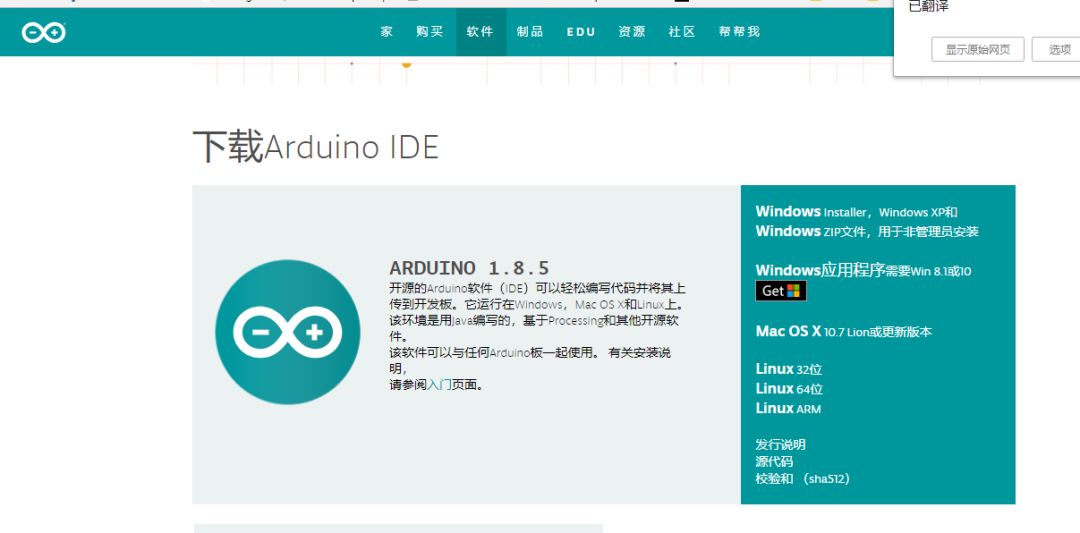 已翻译
显示原始网页
选项
家 购买 软件 制品 EDU 资源 社区 帮帮我
下载Arduino IDE
ARDUINO 1.8.5
开源的Arduino软件（IDE）可以轻松编写代码并将其上
传到开发板。它运行在Windows，Mac OS X和Linux上。
该环境是用Java编写的，基于Processing和其他开源软
件。
该软件可以与任何Arduino板一起使用。 有关安装说
明，
请参阅入门页面。
Windows Installer，Windows XP和
Windows ZIP文件，用于非管理员安装
Windows应用程序需要Win 8.1或10
Get
Mac OS X 10.7 Lion或更新版本
Linux 32位
Linux 64位
Linux ARM
发行说明
源代码
校验和 （sha512）